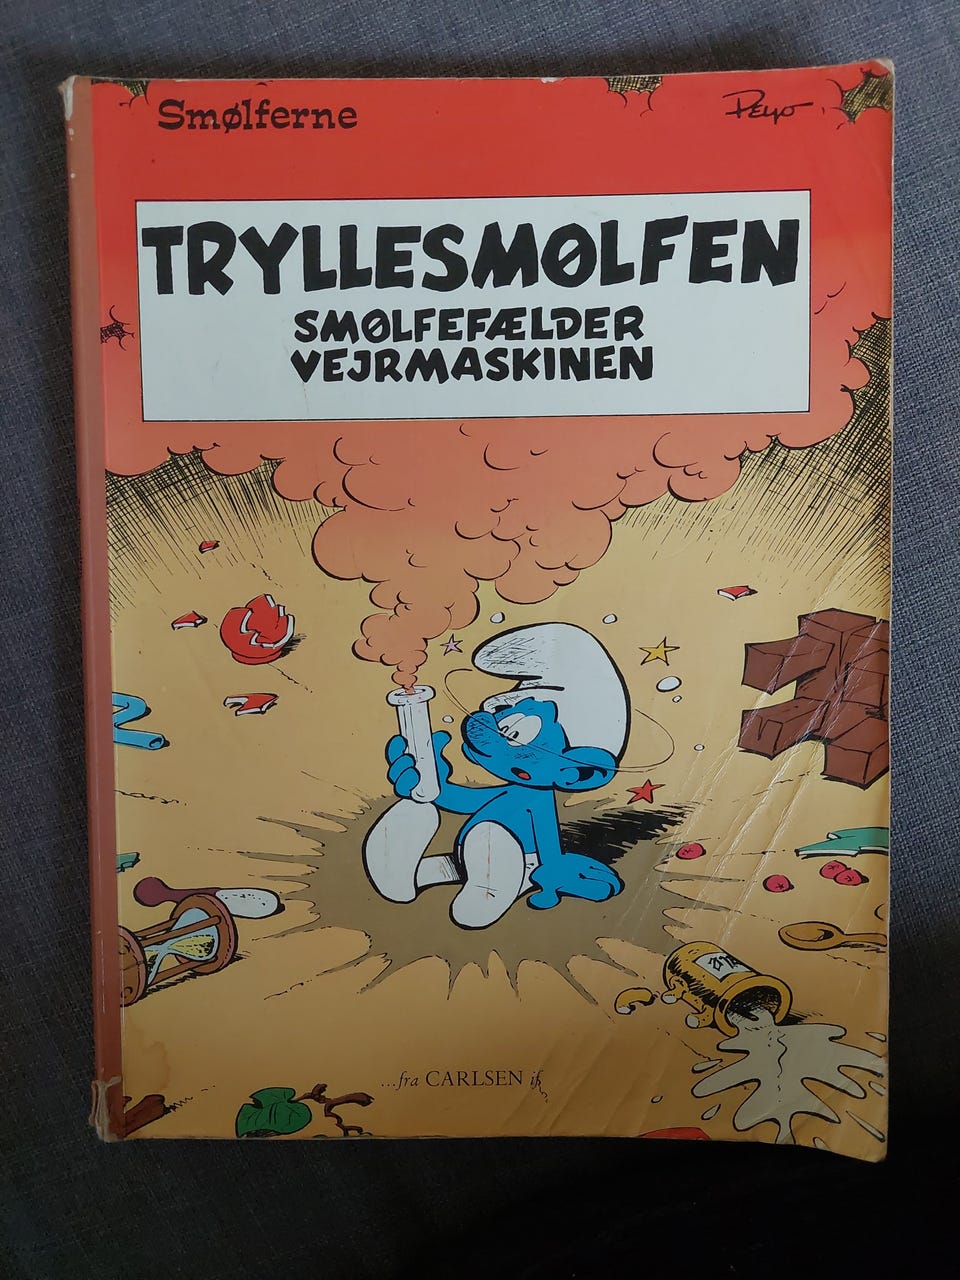 Smølferne
Peyo
TRYLLESMØLFEN
SMØLFEFÆLDER
VEJRMASKINEN
...fra CARLSEN if